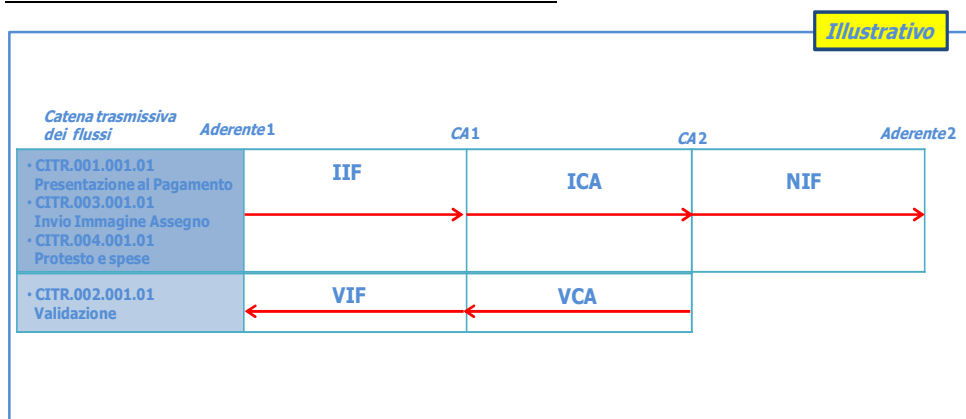 Illustrativo
Catena trasmissiva
dei flussi
Aderente1
CA1
CA2
Aderente2
• CITR.001.001.01
Presentazione al Pagamento
• CITR.003.001.01
Invio Immagine Assegno
• CITR.004.001.01
Protesto e spese
IIF
ICA
NIF
• CITR.002.001.01
Validazione
VIF
VCA